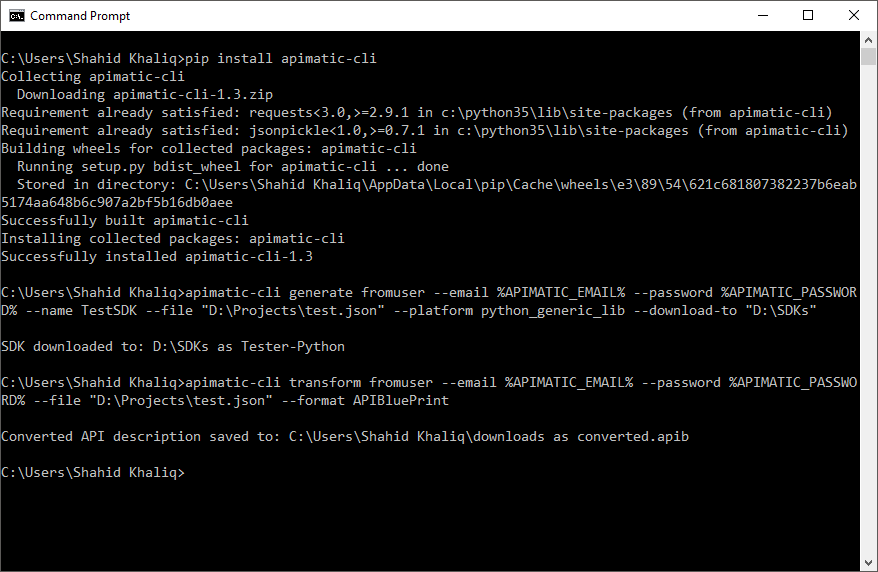 Command Prompt
C:\Users\Shahid Khaliq>pip install apimatic-cli
Collecting apimatic-cli
  Downloading apimatic-cli-1.3.zip
Requirement already satisfied: requests<3.0,>=2.9.1 in c:\python35\lib\site-packages (from apimatic-cli)
Requirement already satisfied: jsonpickle<1.0,>=0.7.1 in c:\python35\lib\site-packages (from apimatic-cli)
Building wheels for collected packages: apimatic-cli
  Running setup.py bdist_wheel for apimatic-cli ... done
  Stored in directory: C:\Users\Shahid Khaliq\AppData\Local\pip\Cache\wheels\e3\89\54\621c681807382237b6eab
5174aa648b6c907a2bf5b16db0aee
Successfully built apimatic-cli
Installing collected packages: apimatic-cli
Successfully installed apimatic-cli-1.3
C:\Users\Shahid Khaliq>apimatic-cli generate fromuser --email %APIMATIC_EMAIL% --password %APIMATIC_PASSWOR
D% --name TestSDK --file "D:\Projects\test.json" --platform python_generic_lib --download-to "D:\SDKs"
SDK downloaded to: D:\SDKs as Tester-Python
C:\Users\Shahid Khaliq>apimatic-cli transform fromuser --email %APIMATIC_EMAIL% --password %APIMATIC_PASSWO
RD% --file "D:\Projects\test.json" --format APIBluePrint
Converted API description saved to: C:\Users\Shahid Khaliq\downloads as converted.apib
C:\Users\Shahid Khaliq>